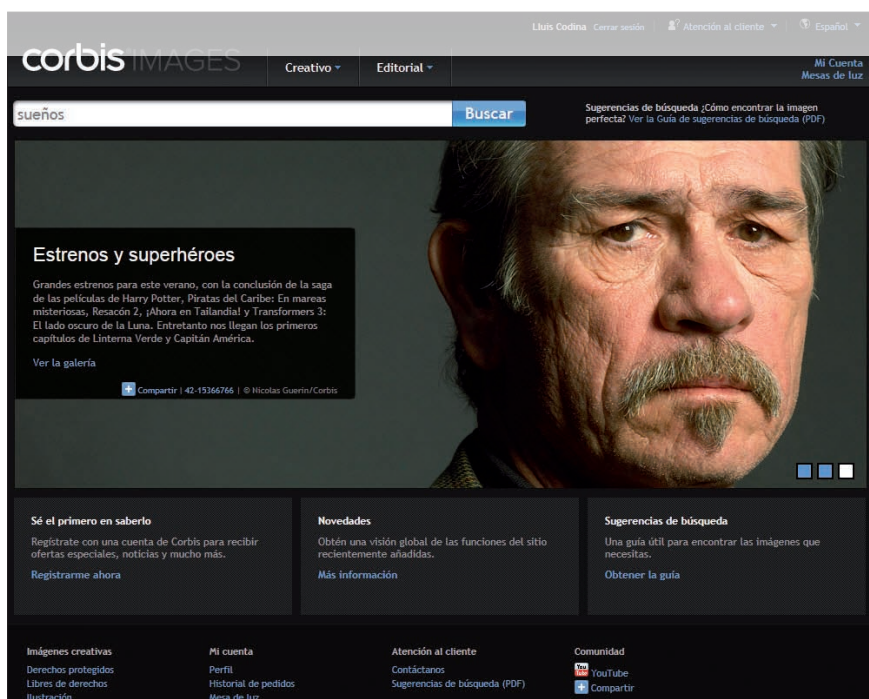 Lluís Codina Cerrar sesión | Atención al cliente | Español
corbis IMAGES
Creativo Editorial
Mi Cuenta
Mesas de luz
sueños Buscar
Sugerencias de búsqueda ¿Cómo encontrar la imagen
perfecta? Ver la Guía de sugerencias de búsqueda (PDF)
Estrenos y superhéroes
Grandes estrenos para este verano, con la conclusión de la saga
de las películas de Harry Potter, Piratas del Caribe: En mareas
misteriosas, Resacón 2, ¡Ahora en Tailandia! y Transformers 3:
El lado oscuro de la Luna. Entretanto nos llegan los primeros
capítulos de Linterna Verde y Capitán América.
Ver la galería
Compartir | 42-15366766 | © Nicolas Guerin/Corbis
Sé el primero en saberlo
Regístrate con una cuenta de Corbis para recibir
ofertas especiales, noticias y mucho más.
Registrarme ahora
Novedades
Obtén una visión global de las funciones del sitio
recientemente añadidas.
Más información
Sugerencias de búsqueda
Una guía útil para encontrar las imágenes que
necesitas.
Obtener la guía
Imágenes creativas
Derechos protegidos
Libres de derechos
Ilustración
Mi cuenta
Perfil
Historial de pedidos
Mesa de luz
Atención al cliente
Contáctanos
Sugerencias de búsqueda (PDF)
Comunidad
YouTube
Compartir